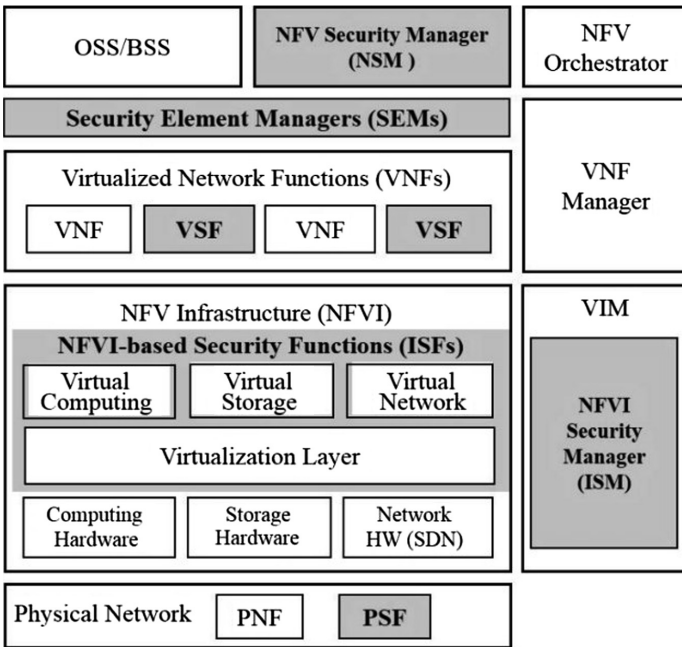 OSS/BSS
NFV Security Manager
(NSM )
NFV
Orchestrator
Security Element Managers (SEMs)
Virtualized Network Functions (VNFs)
VNF
VSF
VNF
VSF
VNF
Manager
NFV Infrastructure (NFVI)
NFVI-based Security Functions (ISFs)
Virtual
Computing
Virtual
Storage
Virtual
Network
Virtualization Layer
Computing
Hardware
Storage
Hardware
Network
HW (SDN)
VIM
NFVI
Security
Manager
(ISM)
Physical Network
PNF
PSF